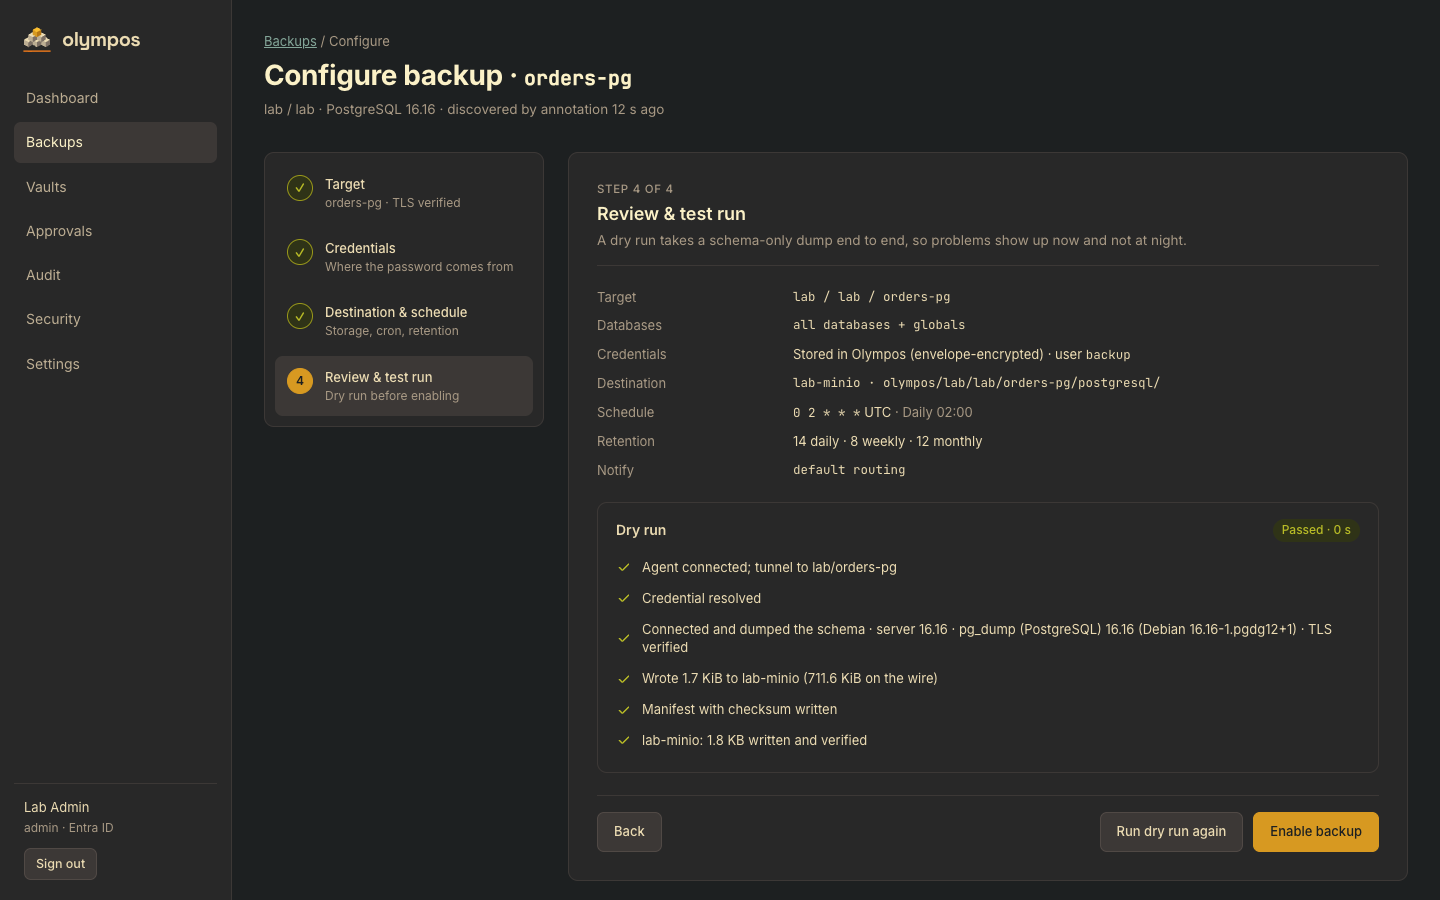 olympos
Dashboard
Backups
Vaults
Approvals
Audit
Security
Settings
Lab Admin
admin · Entra ID
Sign out
Backups / Configure
Configure backup · orders-pg
lab / lab · PostgreSQL 16.16 · discovered by annotation 12 s ago
Target
orders-pg · TLS verified
Credentials
Where the password comes from
Destination & schedule
Storage, cron, retention
4
Review & test run
Dry run before enabling
STEP 4 OF 4
Review & test run
A dry run takes a schema-only dump end to end, so problems show up now and not at night.
Target lab / lab / orders-pg
Databases all databases + globals
Credentials Stored in Olympos (envelope-encrypted) · user backup
Destination lab-minio · olympos/lab/lab/orders-pg/postgresql/
Schedule 0 2 * * * UTC · Daily 02:00
Retention 14 daily · 8 weekly · 12 monthly
Notify default routing
Dry run Passed · 0 s
Agent connected; tunnel to lab/orders-pg
Credential resolved
Connected and dumped the schema · server 16.16 · pg_dump (PostgreSQL) 16.16 (Debian 16.16-1.pgdg12+1) · TLS
verified
Wrote 1.7 KiB to lab-minio (711.6 KiB on the wire)
Manifest with checksum written
lab-minio: 1.8 KB written and verified
Back Run dry run again Enable backup